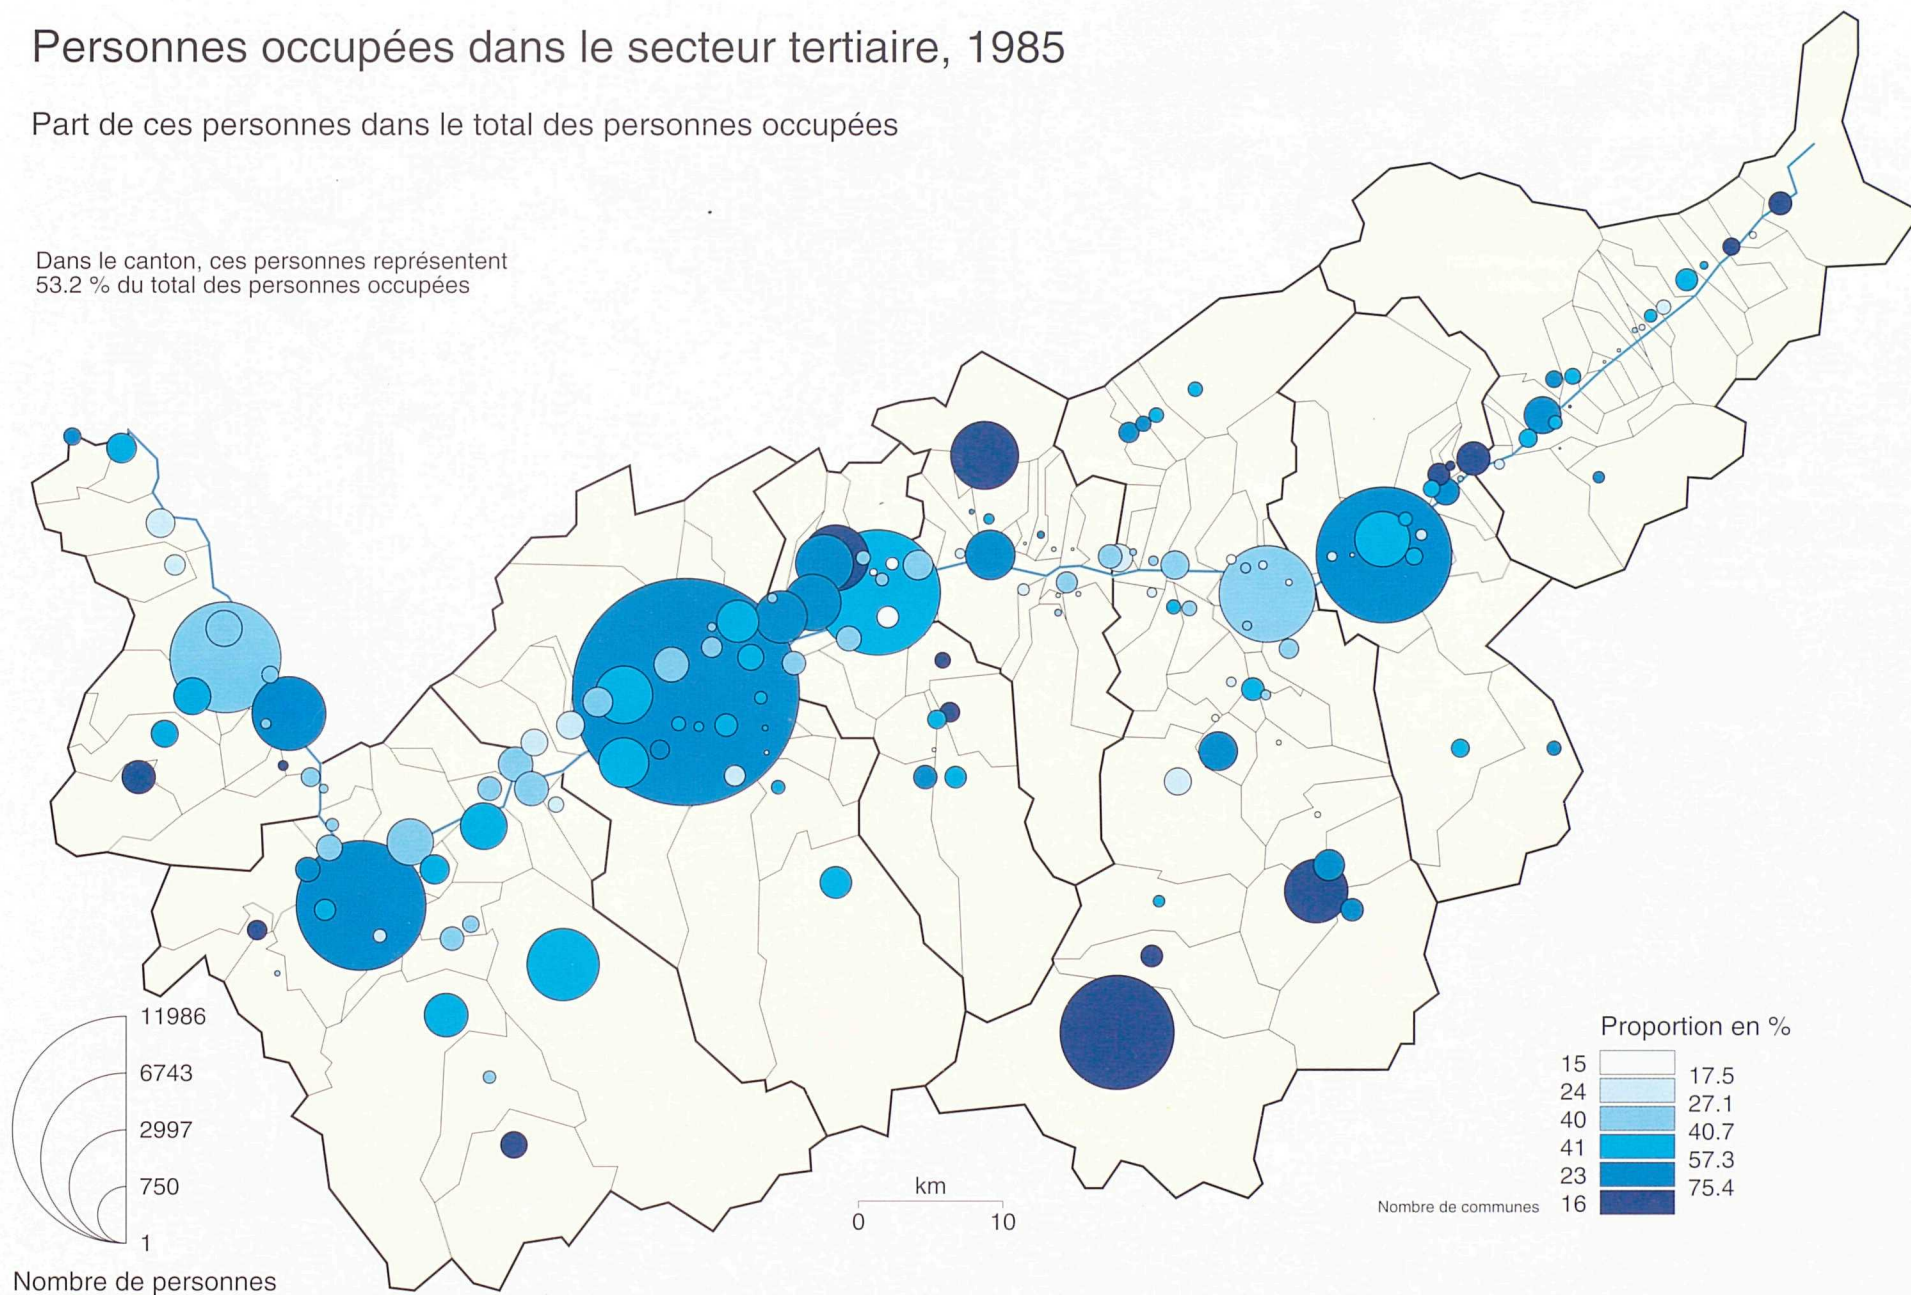 Personnes occupées dans le secteur tertiaire, 1985
Part de ces personnes dans le total des personnes occupées
Dans le canton, ces personnes représentent
53.2 % du total des personnes occupées
11986
6743
2997
750
1
Nombre de personnes
km
0 10
Proportion en %
15
17.5
24
27.1
40
40.7
41
57.3
23
75.4
Nombre de communes 16